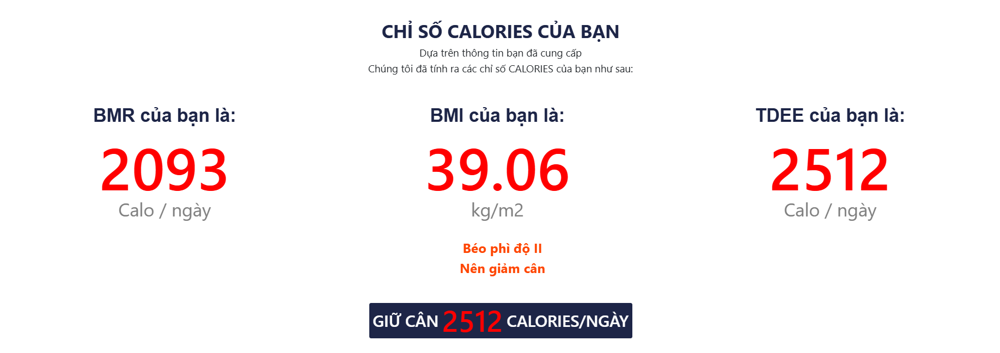 CHỈ SỐ CALORIES CỦA BẠN
Dựa trên thông tin bạn đã cung cấp
Chúng tôi đã tính ra các chỉ số CALORIES của bạn như sau:
BMR của bạn là:
2093
Calo / ngày
BMI của bạn là:
39.06
kg/m2
Béo phì độ II
Nên giảm cân
TDEE của bạn là:
2512
Calo / ngày
GIỮ CÂN 2512 CALORIES/NGÀY